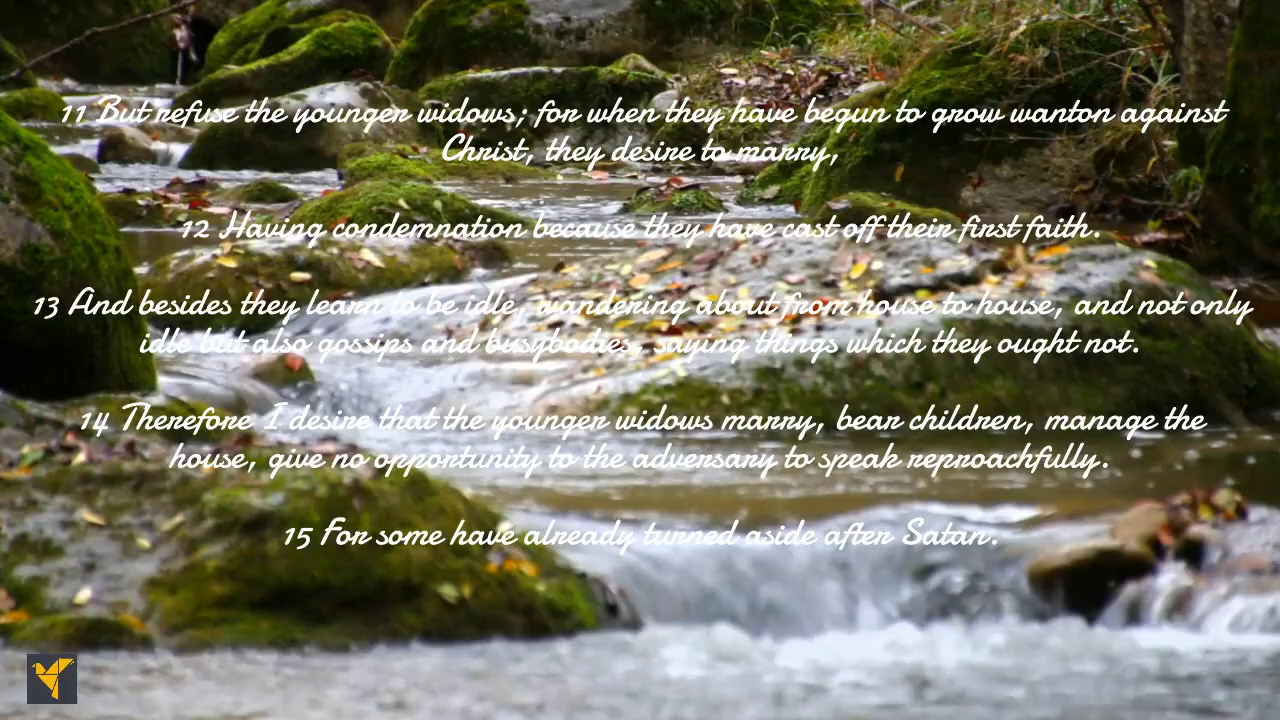 11 But refuse the younger widows; for when they have begun to grow wanton against
Christ, they desire to marry,
12 Having condemnation because they have cast off their first faith.
13 And besides they learn to be idle, wandering about from house to house, and not only
idle but also gossips and busybodies, saying things which they ought not.
14 Therefore I desire that the younger widows marry, bear children, manage the
house, give no opportunity to the adversary to speak reproachfully.
15 For some have already turned aside after Satan.